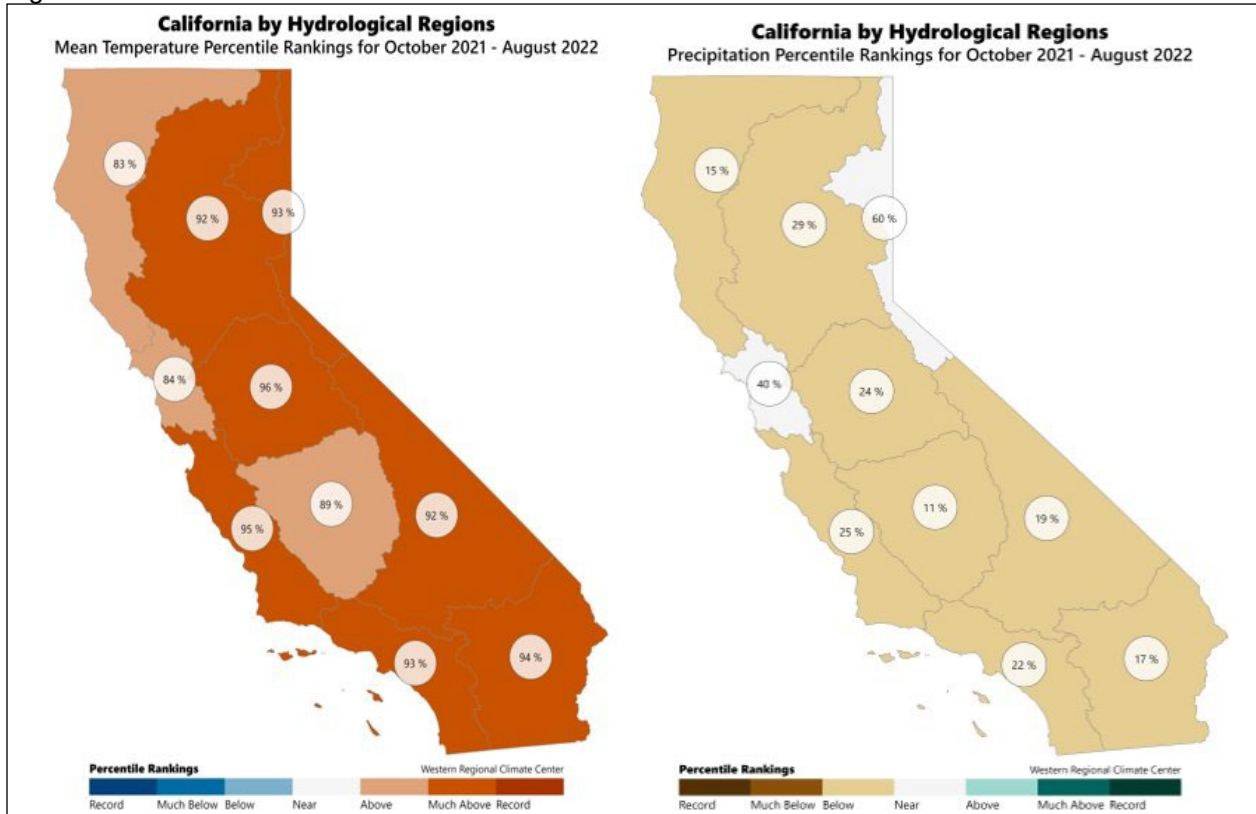 California by Hydrological Regions
Mean Temperature Percentile Rankings for October 2021 - August 2022
83 %
92 %
93 %
84 %
96 %
89 %
95 %
92 %
93 %
94 %
Percentile Rankings
Western Regional Climate Center
Record Much Below Below Near Above Much Above Record
California by Hydrological Regions
Precipitation Percentile Rankings for October 2021 - August 2022
15 %
29 %
60 %
40 %
24 %
11 %
25 %
19 %
22 %
17 %
Percentile Rankings
Western Regional Climate Center
Record Much Below Below Near Above Much Above Record